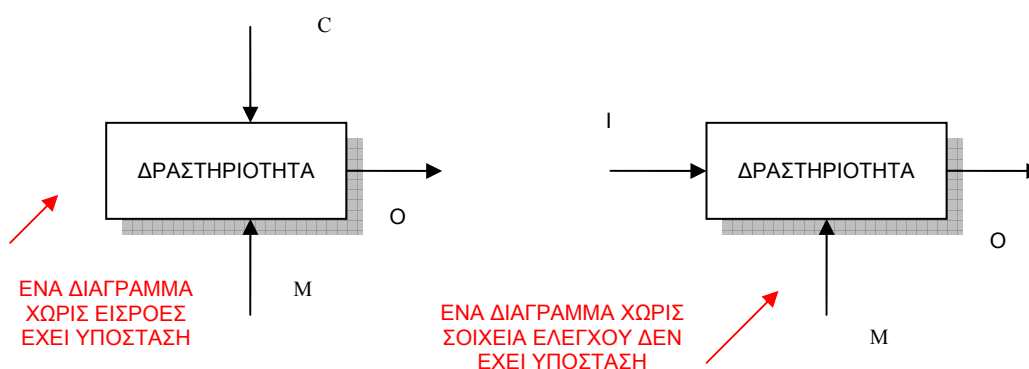 C
ΔΡΑΣΤΗΡΙΟΤΗΤΑ
O
M
ΕΝΑ ΔΙΑΓΡΑΜΜΑ
ΧΩΡΙΣ ΕΙΣΡΟΕΣ
ΕΧΕΙ ΥΠΟΣΤΑΣΗ
I
ΔΡΑΣΤΗΡΙΟΤΗΤΑ
O
M
ΕΝΑ ΔΙΑΓΡΑΜΜΑ ΧΩΡΙΣ
ΣΟΙΧΕΙΑ ΕΛΕΓΧΟΥ ΔΕΝ
ΕΧΕΙ ΥΠΟΣΤΑΣΗ